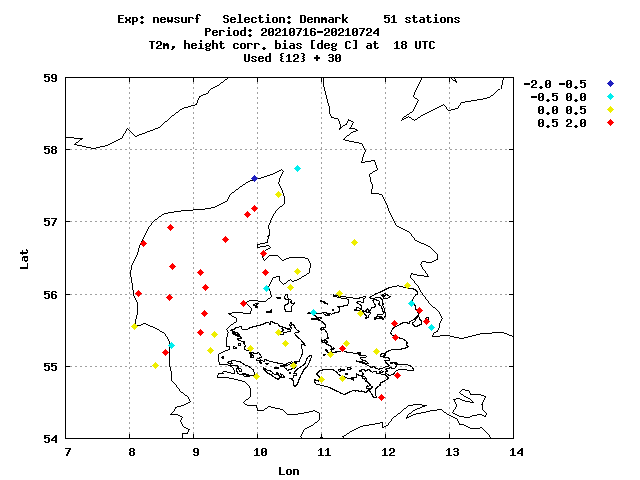 Exp: newsurf   Selection: Denmark     51 stations
Period: 20210716-20210724
T2m, height corr. bias [deg C] at  18 UTC
Used {12} + 30
-2.0 -0.5
-0.5 0.0
0.0 0.5
0.5 2.0
59
58
57
56
55
54
Lat
7 8 9 10 11 12 13 14
Lon